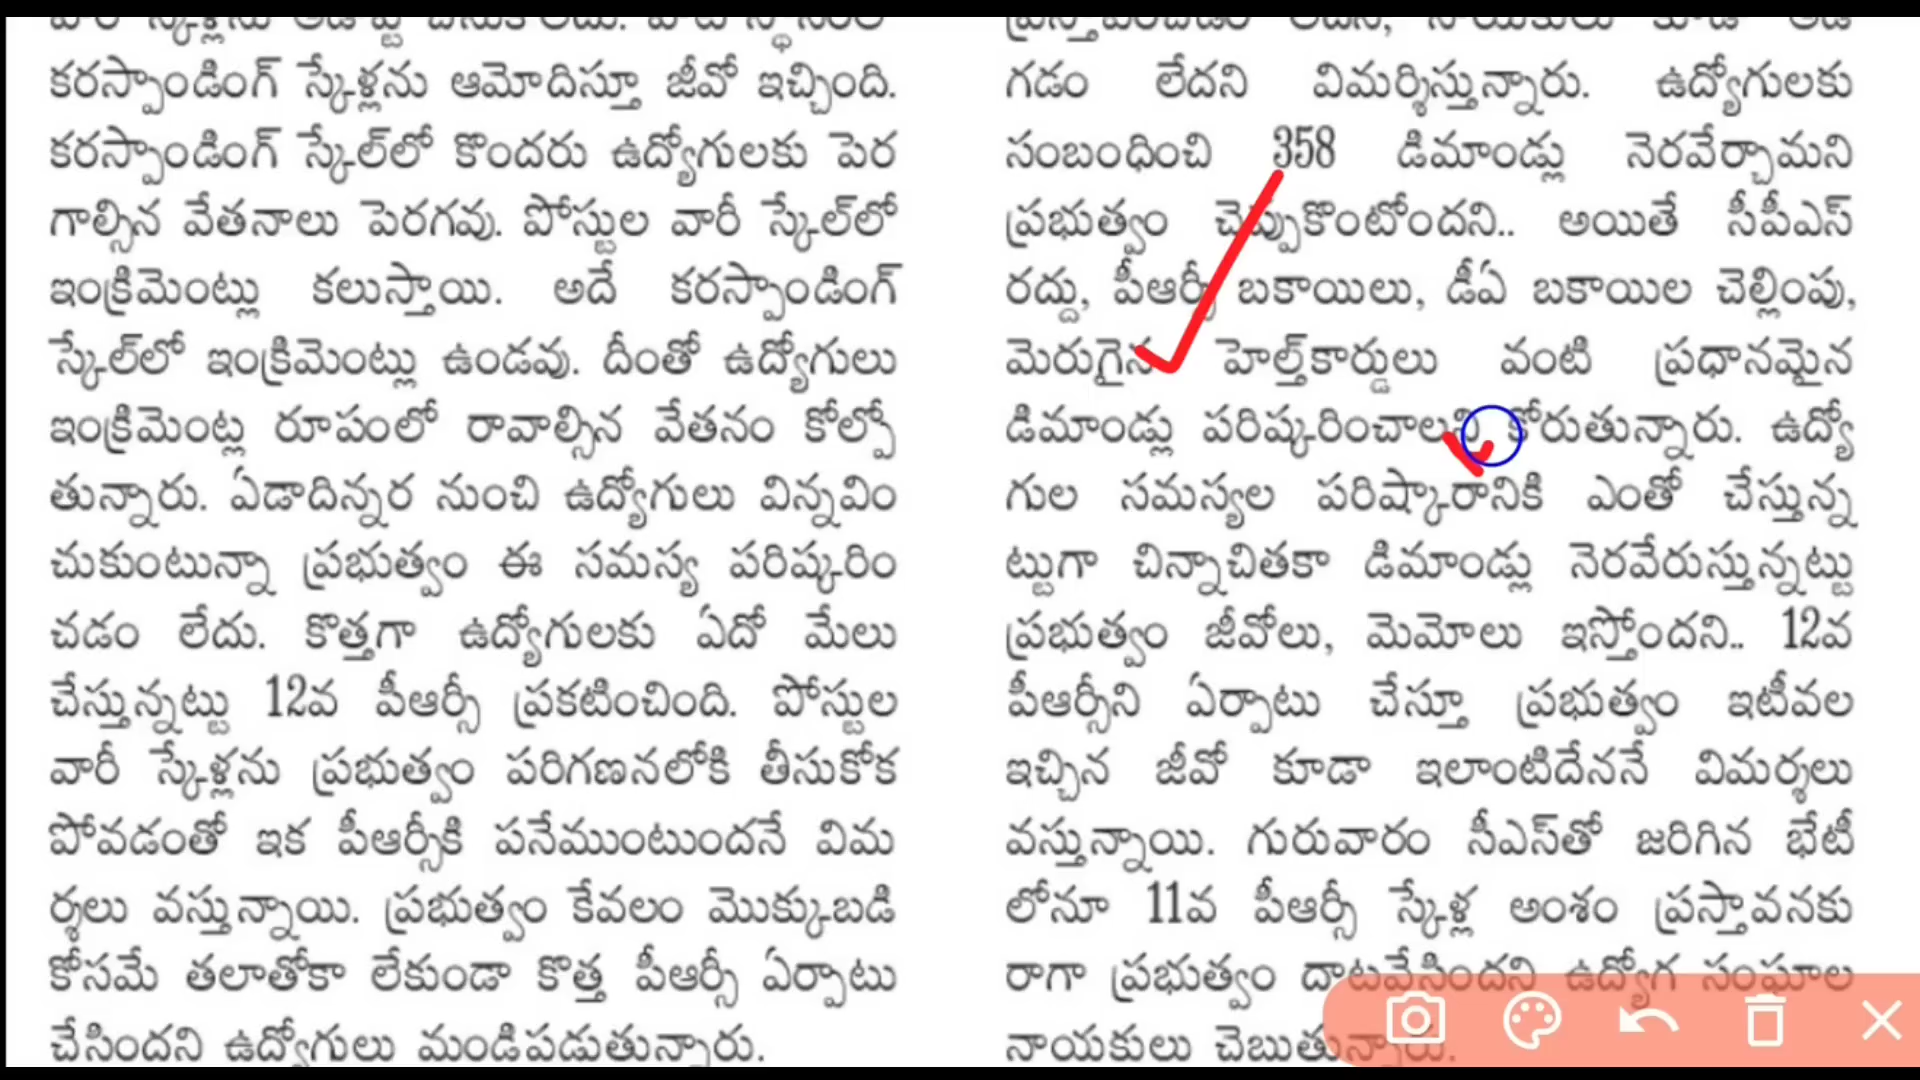 కరస్పాండింగ్ స్కేళ్లను ఆమోదిస్తూ జీవో ఇచ్చింది.
కరస్పాండింగ్ స్కేల్‌లో కొందరు ఉద్యోగులకు పెర
గాల్సిన వేతనాలు పెరగవు. పోస్టుల వారీ స్కేల్‌లో
ఇంక్రిమెంట్లు కలుస్తాయి. అదే కరస్పాండింగ్
స్కేల్‌లో ఇంక్రిమెంట్లు ఉండవు. దీంతో ఉద్యోగులు
ఇంక్రిమెంట్ల రూపంలో రావాల్సిన వేతనం కోల్పో
తున్నారు. ఏడాదిన్నర నుంచి ఉద్యోగులు విన్నవిం
చుకుంటున్నా ప్రభుత్వం ఈ సమస్య పరిష్కరిం
చడం లేదు. కొత్తగా ఉద్యోగులకు ఏదో మేలు
చేస్తున్నట్టు 12వ పీఆర్సీ ప్రకటించింది. పోస్టుల
వారీ స్కేళ్లను ప్రభుత్వం పరిగణనలోకి తీసుకోక
పోవడంతో ఇక పీఆర్సీకి పనేముంటుందనే విమ
ర్శలు వస్తున్నాయి. ప్రభుత్వం కేవలం మొక్కుబడి
కోసమే తలాతోకా లేకుండా కొత్త పీఆర్సీ ఏర్పాటు
చేసిందని ఉద్యోగులు మండిపడుతున్నారు.
గడం లేదని విమర్శిస్తున్నారు. ఉద్యోగులకు
సంబంధించి 358 డిమాండ్లు నెరవేర్చామని
ప్రభుత్వం చెప్పుకొంటోందని.. అయితే సీపీఎస్
రద్దు, పీఆర్సీ బకాయిలు, డీఏ బకాయిల చెల్లింపు,
మెరుగైన హెల్త్‌కార్డులు వంటి ప్రధానమైన
డిమాండ్లు పరిష్కరించాలని కోరుతున్నారు. ఉద్యో
గుల సమస్యల పరిష్కారానికి ఎంతో చేస్తున్న
ట్టుగా చిన్నాచితకా డిమాండ్లు నెరవేరుస్తున్నట్టు
ప్రభుత్వం జీవోలు, మెమోలు ఇస్తోందని.. 12వ
పీఆర్సీని ఏర్పాటు చేస్తూ ప్రభుత్వం ఇటీవల
ఇచ్చిన జీవో కూడా ఇలాంటిదేననే విమర్శలు
వస్తున్నాయి. గురువారం సీఎస్‌తో జరిగిన భేటీ
లోనూ 11వ పీఆర్సీ స్కేళ్ల అంశం ప్రస్తావనకు
రాగా ప్రభుత్వం దాటవేసిందని ఉద్యోగ సంఘాల
నాయకులు చెబుతున్నారు.